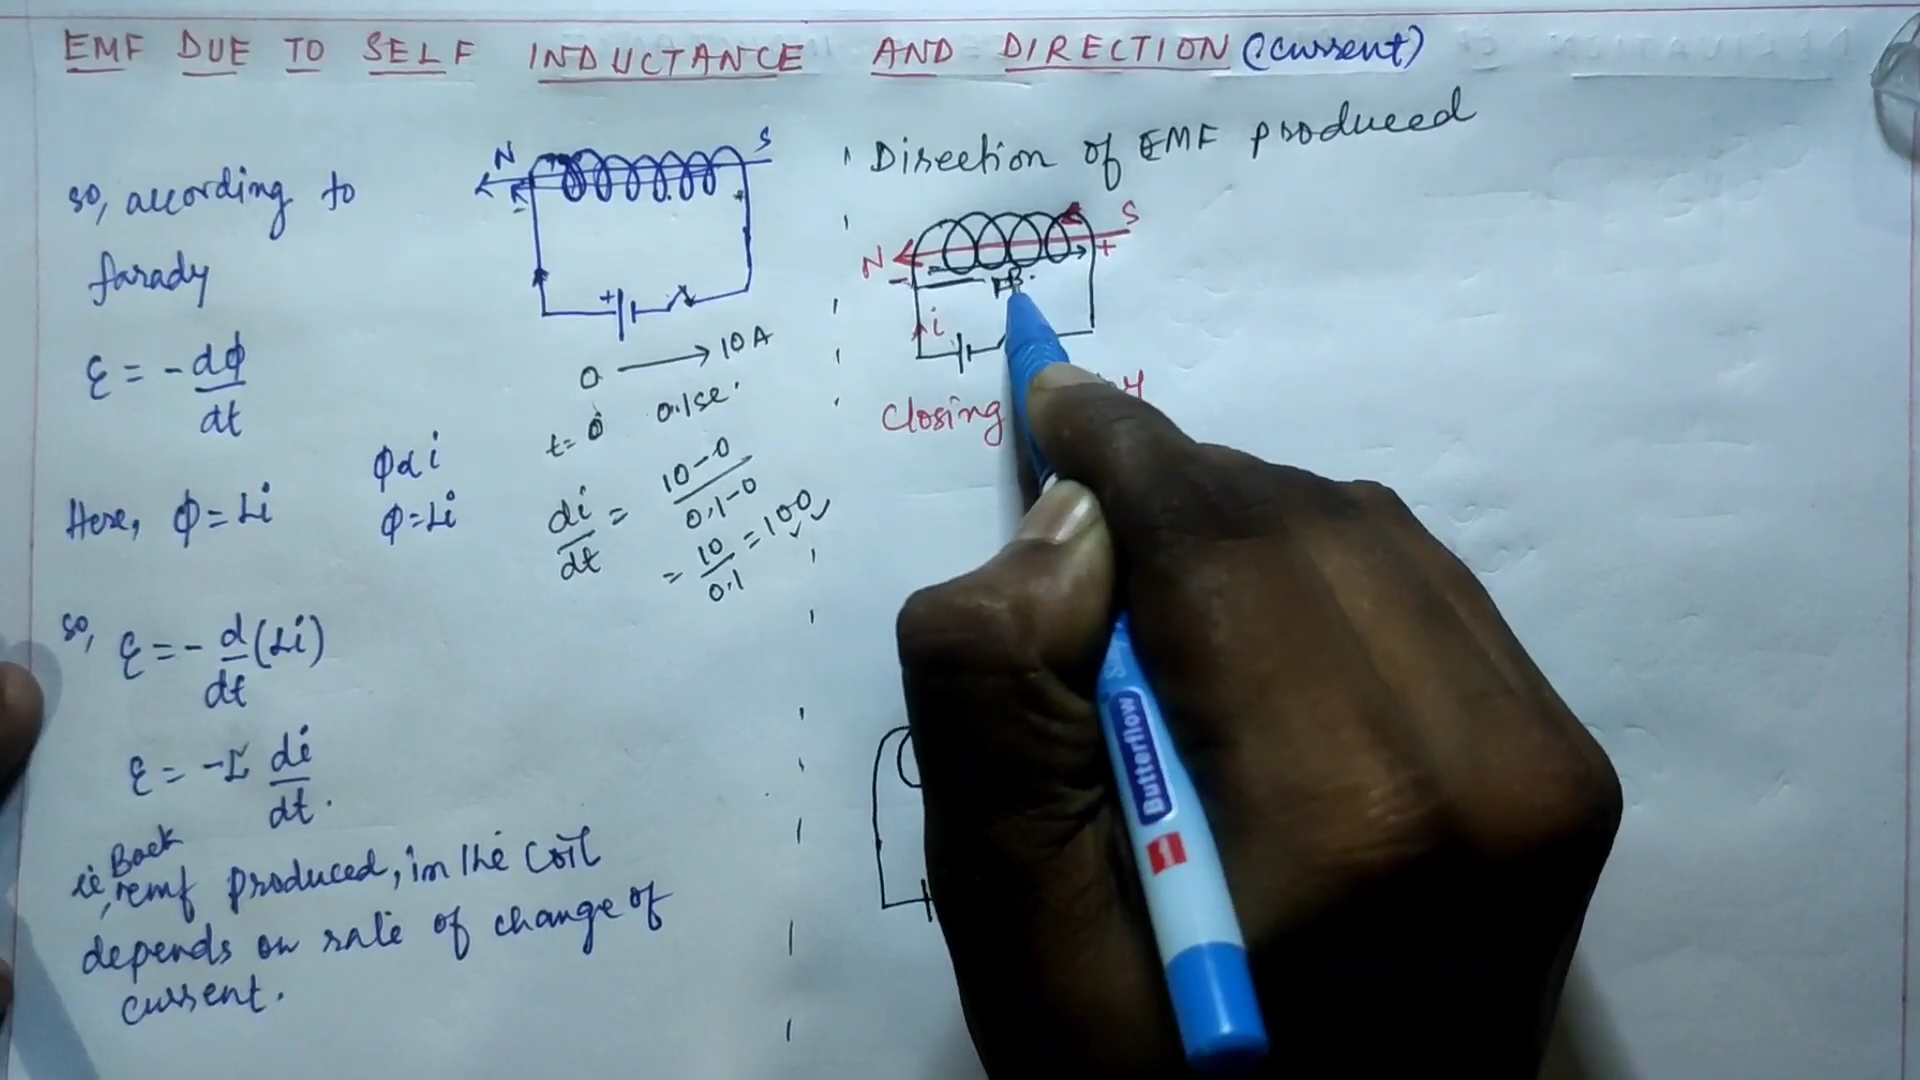 EMF DUE TO SELF INDUCTANCE AND DIRECTION (current)
so, according to
farady
ε = - dφ/dt
Here, φ = Li
φ α i
φ = Li
so, ε = - d/dt (Li)
ε = -L di/dt.
ie, Back emf produced, in the coil
depends on rate of change of
current.
N S
+
0 → 10 A
t = 0 0.1se.
di/dt = 10-0/0.1-0
= 10/0.1 = 100
Direction of EMF produced
N S
- +
i
Closing
Butterflow